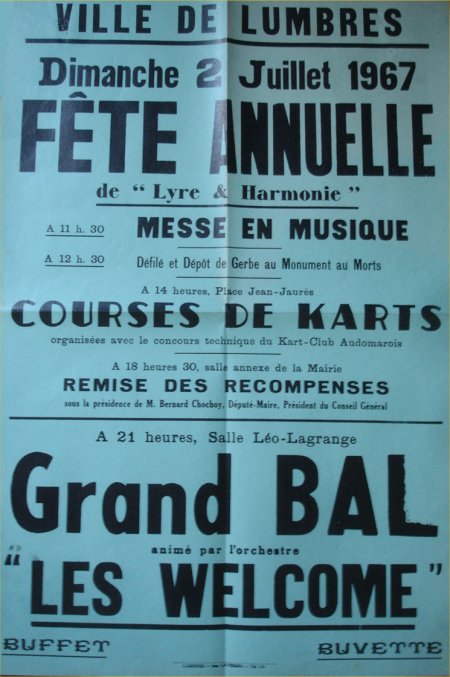 VILLE DE LUMBRES
Dimanche 2 Juillet 1967
FÊTE ANNUELLE
de " Lyre & Harmonie "
A 11 h. 30 MESSE EN MUSIQUE
A 12 h. 30 Défilé et Dépôt de Gerbe au Monument au Morts
A 14 heures, Place Jean-Jaurès
COURSES DE KARTS
organisées avec le concours technique du Kart-Club Audomarois
A 18 heures 30, salle annexe de la Mairie
REMISE DES RECOMPENSES
sous la présidence de M. Bernard Chochoy, Député-Maire, Président du Conseil Général
A 21 heures, Salle Léo-Lagrange
Grand BAL
animé par l'orchestre
" LES WELCOME "
BUFFET BUVETTE